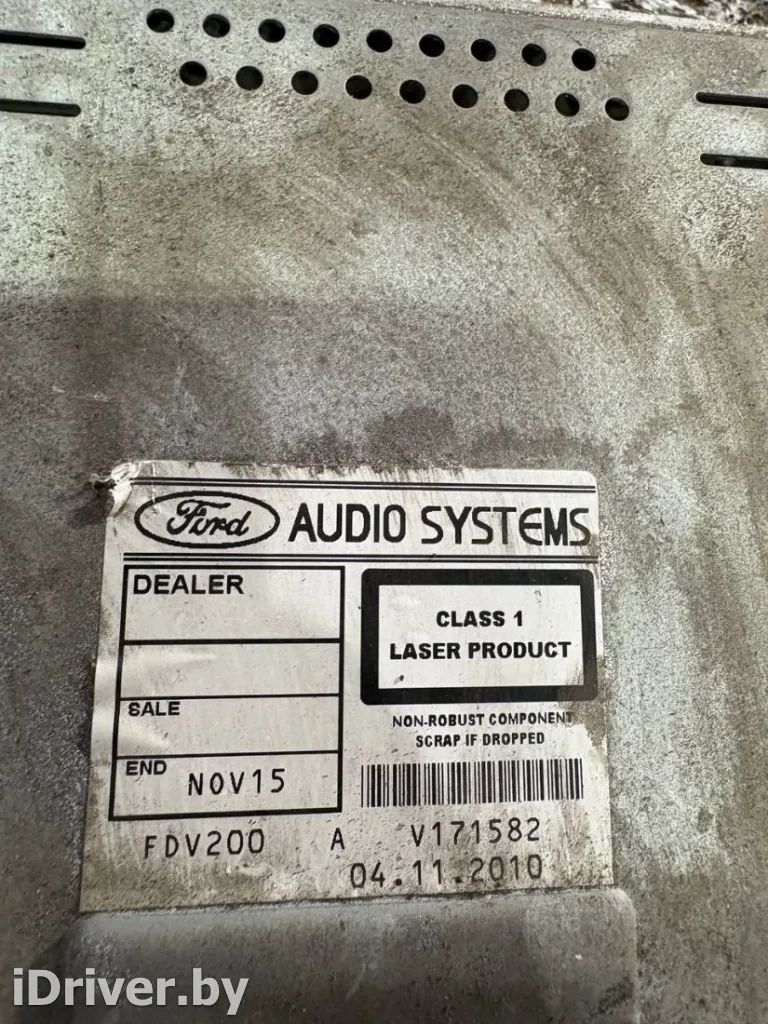 Ford AUDIO SYSTEMS
DEALER
CLASS 1
LASER PRODUCT
SALE
NON-ROBUST COMPONENT
SCRAP IF DROPPED
END NOV15
FDV200 A V171582
04.11.2010
iDriver.by